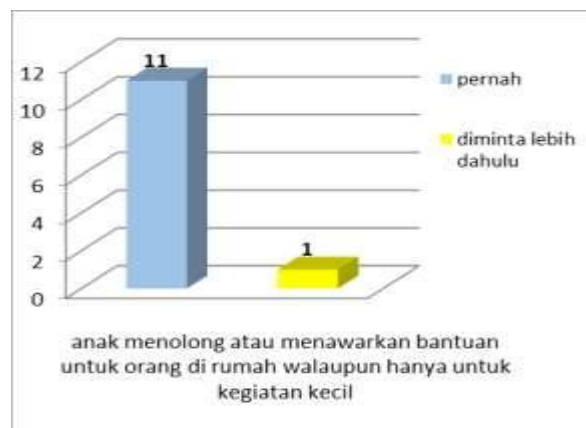 11
12
10
8
6
4
2
0
1
pernah
diminta lebih
dahulu
anak menolong atau menawarkan bantuan
untuk orang di rumah walaupun hanya untuk
kegiatan kecil